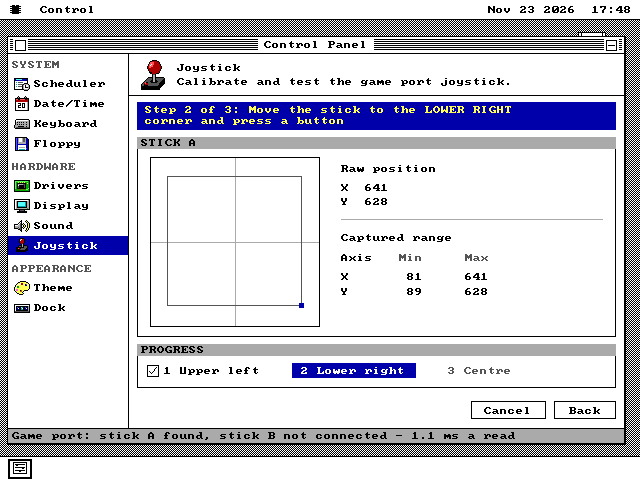 Control
Nov 23 2026 17:48
Control Panel
SYSTEM
Scheduler
Date/Time
Keyboard
Floppy
HARDWARE
Drivers
Display
Sound
Joystick
APPEARANCE
Theme
Dock
Joystick
Calibrate and test the game port joystick.
Step 2 of 3: Move the stick to the LOWER RIGHT
corner and press a button
STICK A
Raw position
X 641
Y 628
Captured range
Axis Min Max
X 81 641
Y 89 628
PROGRESS
1 Upper left 2 Lower right 3 Centre
Cancel Back
Game port: stick A found, stick B not connected - 1.1 ms a read